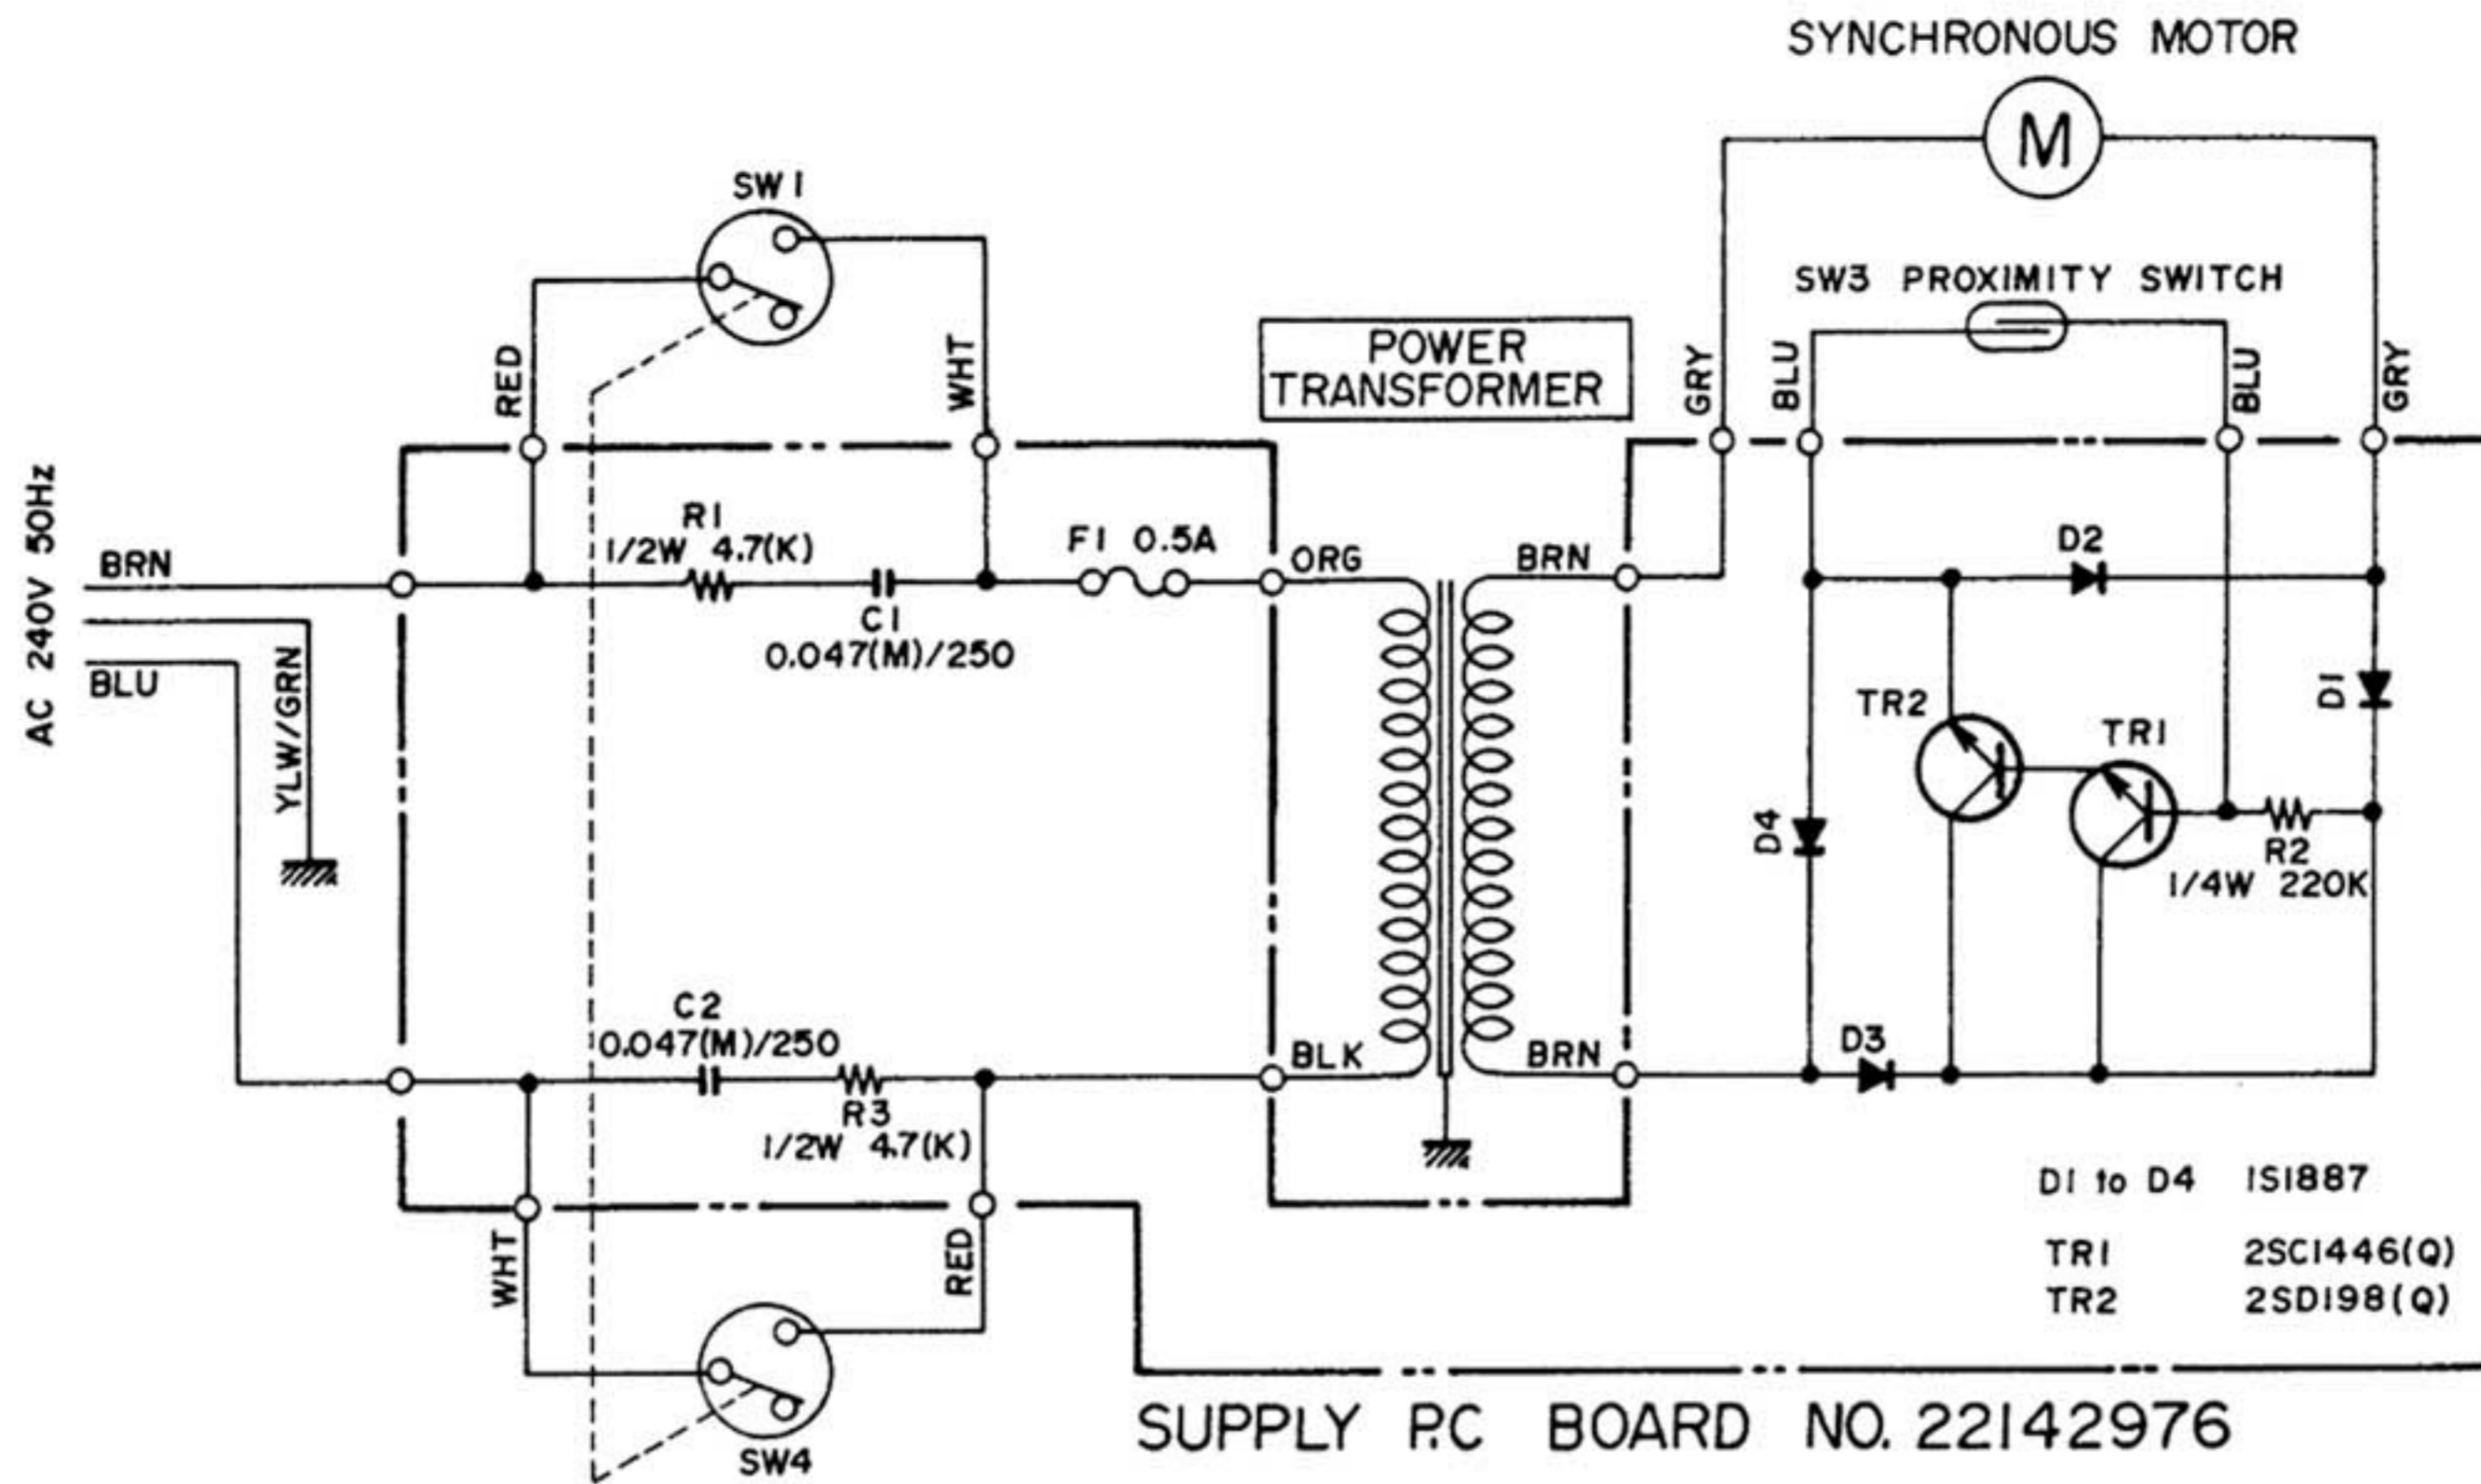 SYNCHRONOUS MOTOR
M
SW1
SW3 PROXIMITY SWITCH
POWER
TRANSFORMER
RED
WHT
GRY
BLU
BLU
GRY
AC 240V 50Hz
BRN
BLU
YLW/GRN
R1
1/2W 4.7(K)
C1
0.047(M)/250
F1 0.5A
ORG
BRN
D2
D1
TR2
TR1
D4
R2
1/4W 220K
C2
0.047(M)/250
R3
1/2W 4.7(K)
BLK
BRN
D3
WHT
RED
D1 to D4 1S1887
TR1 2SC1446(Q)
TR2 2SD198(Q)
SW4
SUPPLY P.C BOARD NO. 22142976